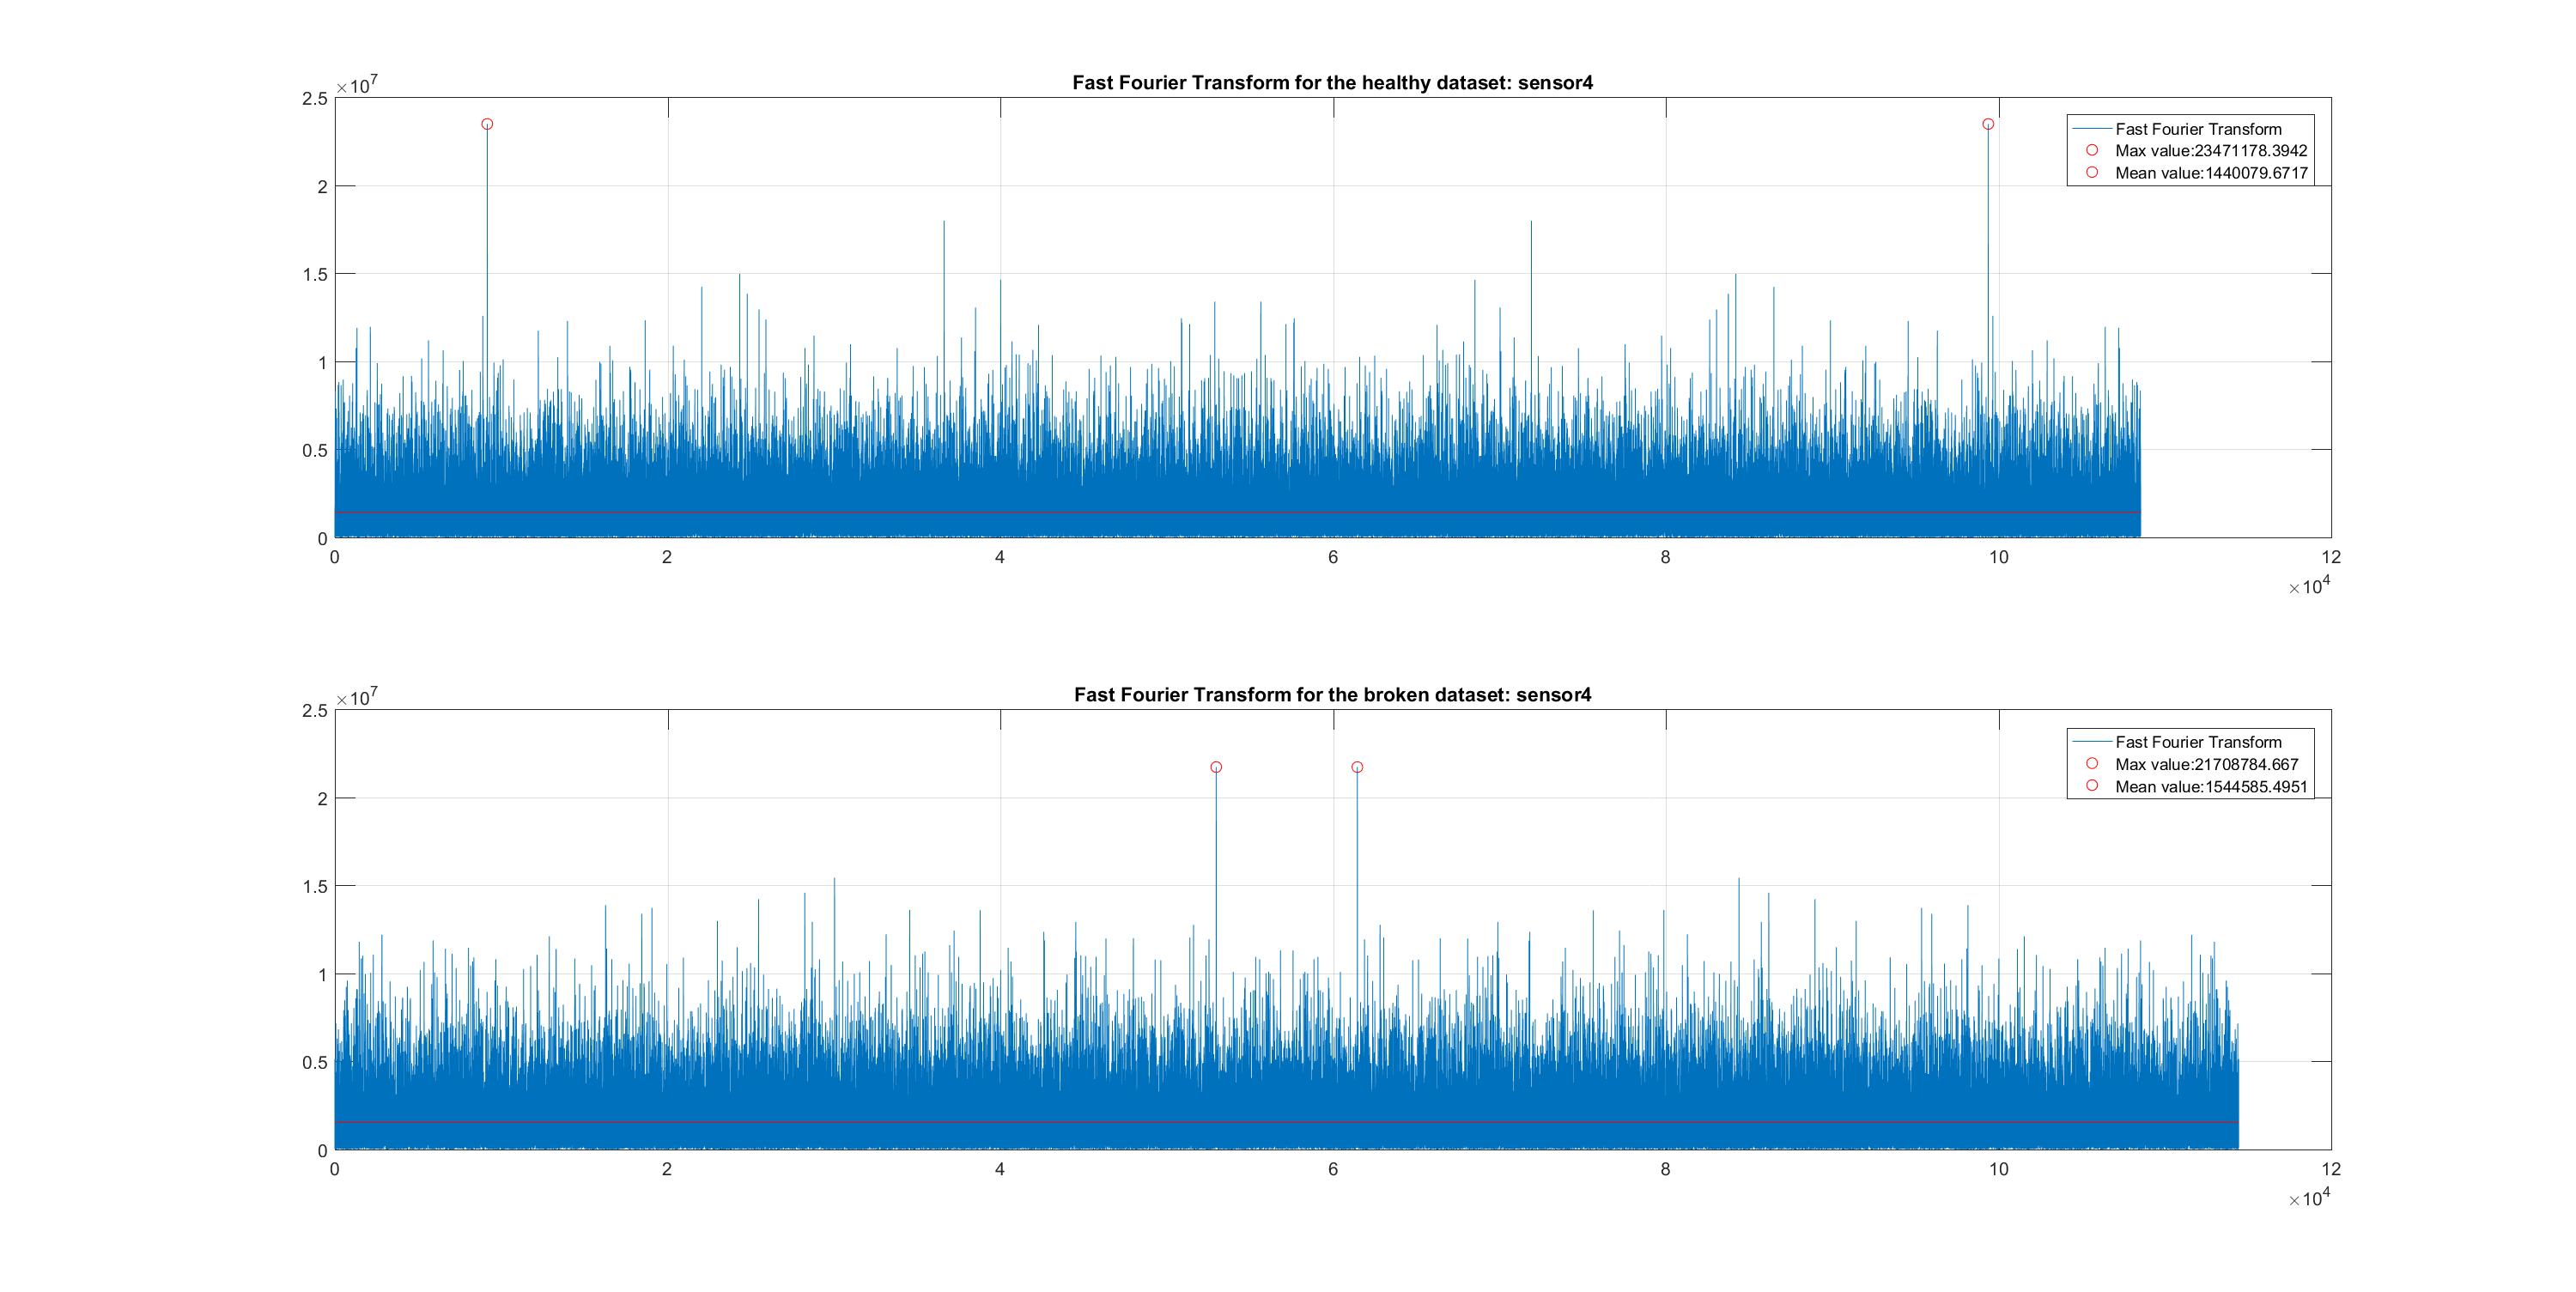 Fast Fourier Transform for the healthy dataset: sensor4
×10^7
2.5
2
1.5
1
0.5
0
Fast Fourier Transform
Max value:23471178.3942
Mean value:1440079.6717
0 2 4 6 8 10 12
×10^4
Fast Fourier Transform for the broken dataset: sensor4
×10^7
2.5
2
1.5
1
0.5
0
Fast Fourier Transform
Max value:21708784.667
Mean value:1544585.4951
0 2 4 6 8 10 12
×10^4